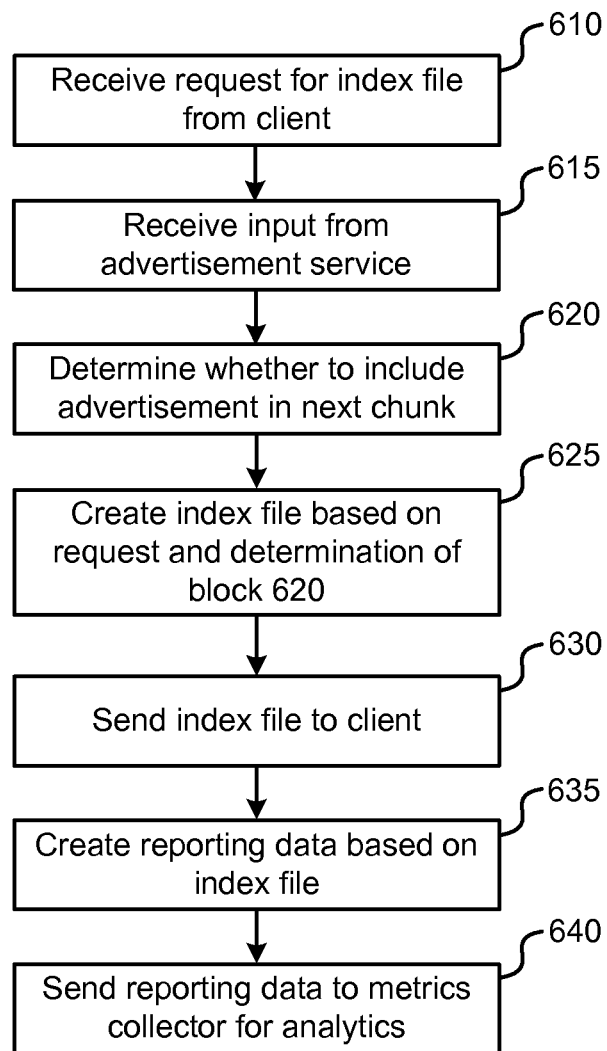 610
Receive request for index file
from client
615
Receive input from
advertisement service
620
Determine whether to include
advertisement in next chunk
625
Create index file based on
request and determination of
block 620
630
Send index file to client
635
Create reporting data based on
index file
640
Send reporting data to metrics
collector for analytics